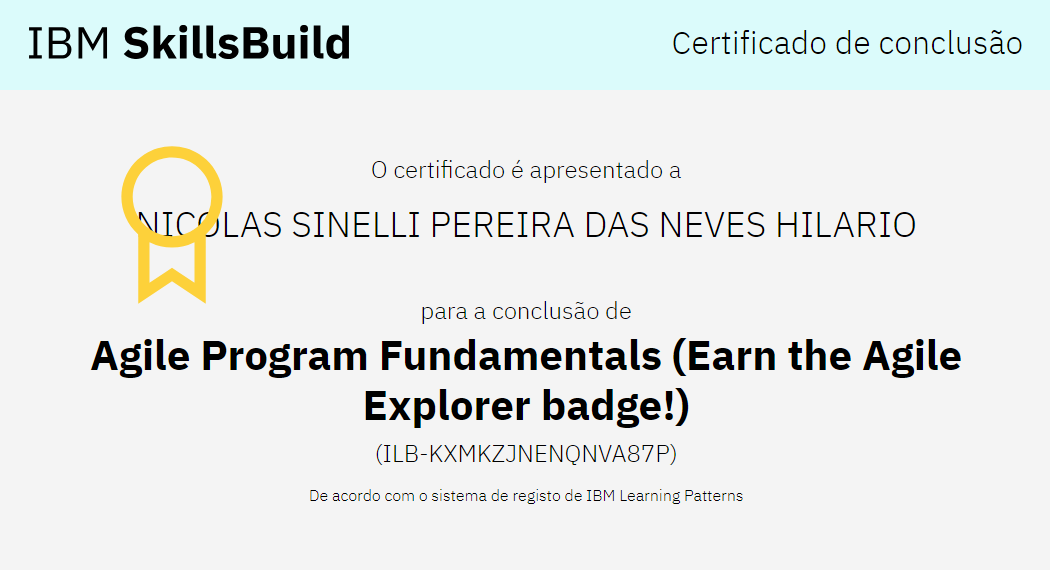 IBM SkillsBuild
Certificado de conclusão
O certificado é apresentado a
NICOLAS SINELLI PEREIRA DAS NEVES HILARIO
para a conclusão de
Agile Program Fundamentals (Earn the Agile
Explorer badge!)
(ILB-KXMKZJNENQNVA87P)
De acordo com o sistema de registo de IBM Learning Patterns